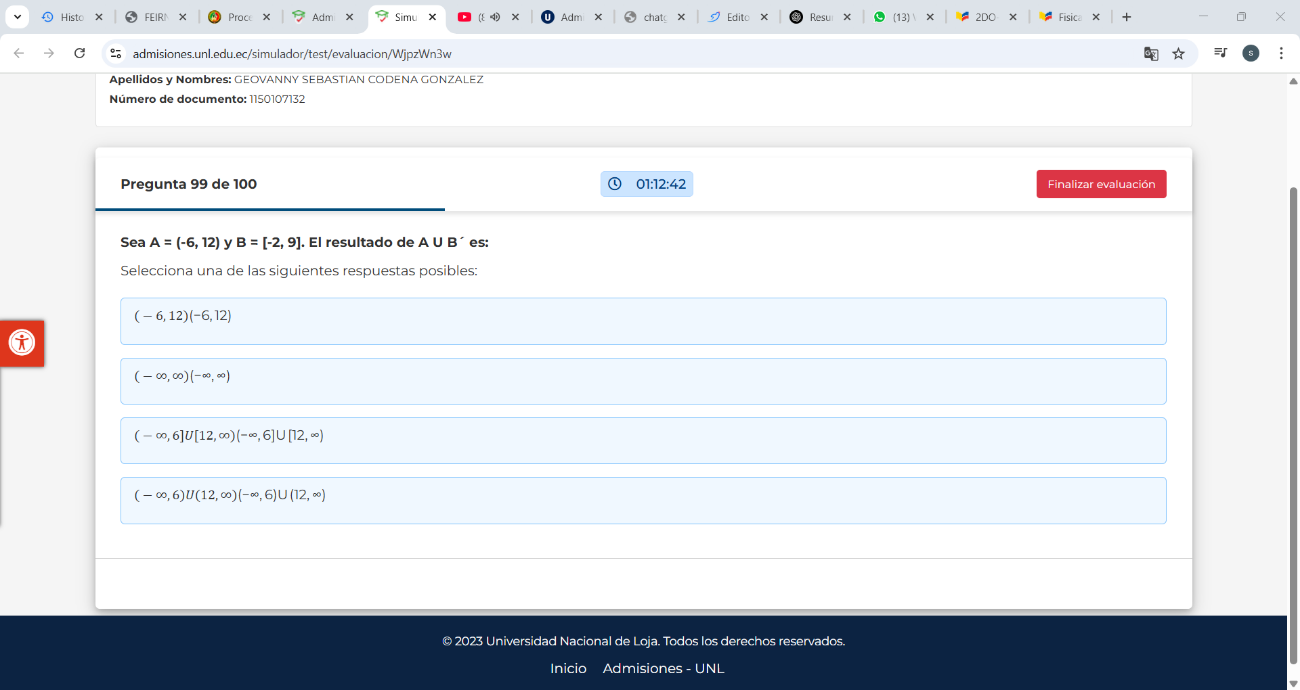 Histo
FEIRN
Proce
Adm
Simu
(8
Admi
chatg
Edito
Resu
(13)
2DO
Fisica
admisiones.unl.edu.ec/simulador/test/evaluacion/WjpzWn3w
S
Apellidos y Nombres: GEOVANNY SEBASTIAN CODENA GONZALEZ
Número de documento: 1150107132
Pregunta 99 de 100
01:12:42
Finalizar evaluación
Sea A = (-6, 12) y B = [-2, 9]. El resultado de A U B´ es:
Selecciona una de las siguientes respuestas posibles:
(−6,12)(−6,12)
(−∞,∞)(−∞,∞)
(−∞,6]U[12,∞)(−∞,6]U[12,∞)
(−∞,6)U(12,∞)(−∞,6)U(12,∞)
© 2023 Universidad Nacional de Loja. Todos los derechos reservados.
Inicio Admisiones - UNL